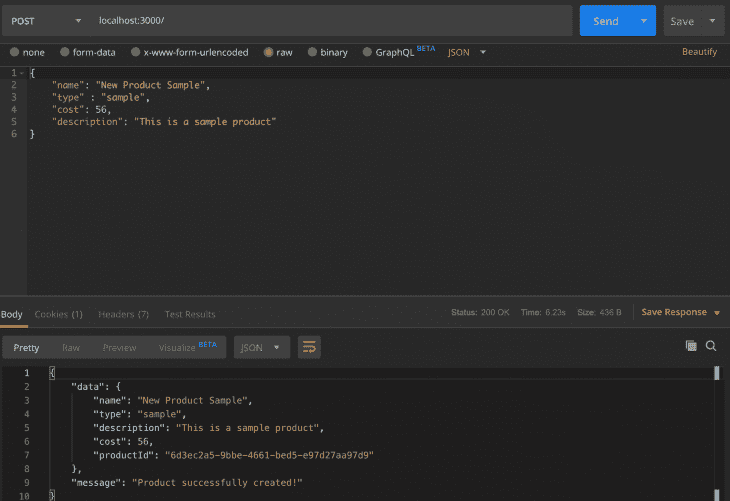 POST localhost:3000/ Send Save
none form-data x-www-form-urlencoded raw binary GraphQL BETA JSON Beautify
1 {
2 "name": "New Product Sample",
3 "type" : "sample",
4 "cost": 56,
5 "description": "This is a sample product"
6 }
Body Cookies (1) Headers (7) Test Results Status: 200 OK Time: 6.23s Size: 436 B Save Response
Pretty Raw Preview Visualize BETA JSON
1 {
2 "data": {
3 "name": "New Product Sample",
4 "type": "sample",
5 "description": "This is a sample product",
6 "cost": 56,
7 "productId": "6d3ec2a5-9bbe-4661-bed5-e97d27aa97d9"
8 },
9 "message": "Product successfully created!"
10 }